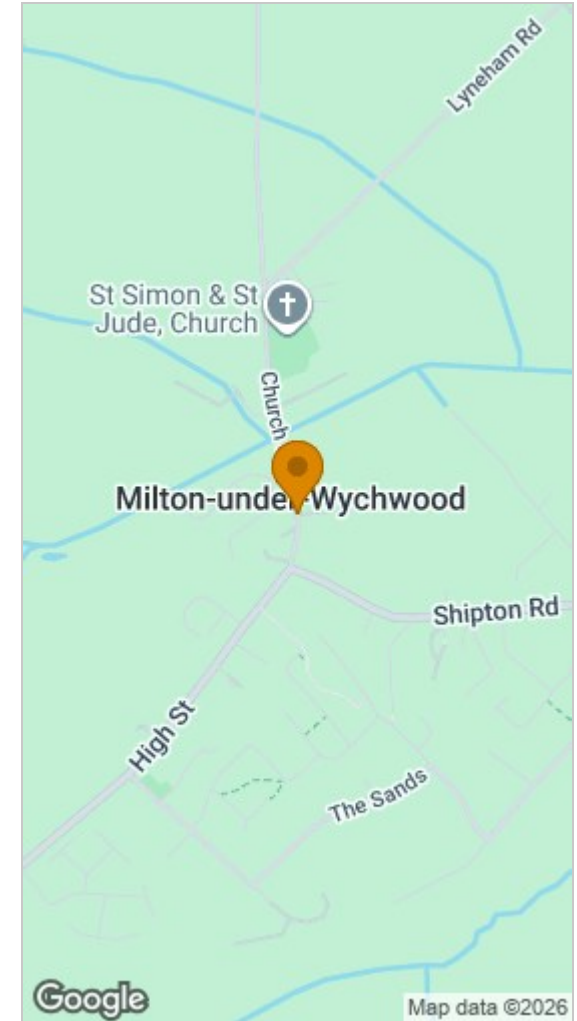 Lyneham Rd
St Simon & St
Jude, Church
Church
Milton-under-Wychwood
Shipton Rd
High St
The Sands
Google
Map data ©2026